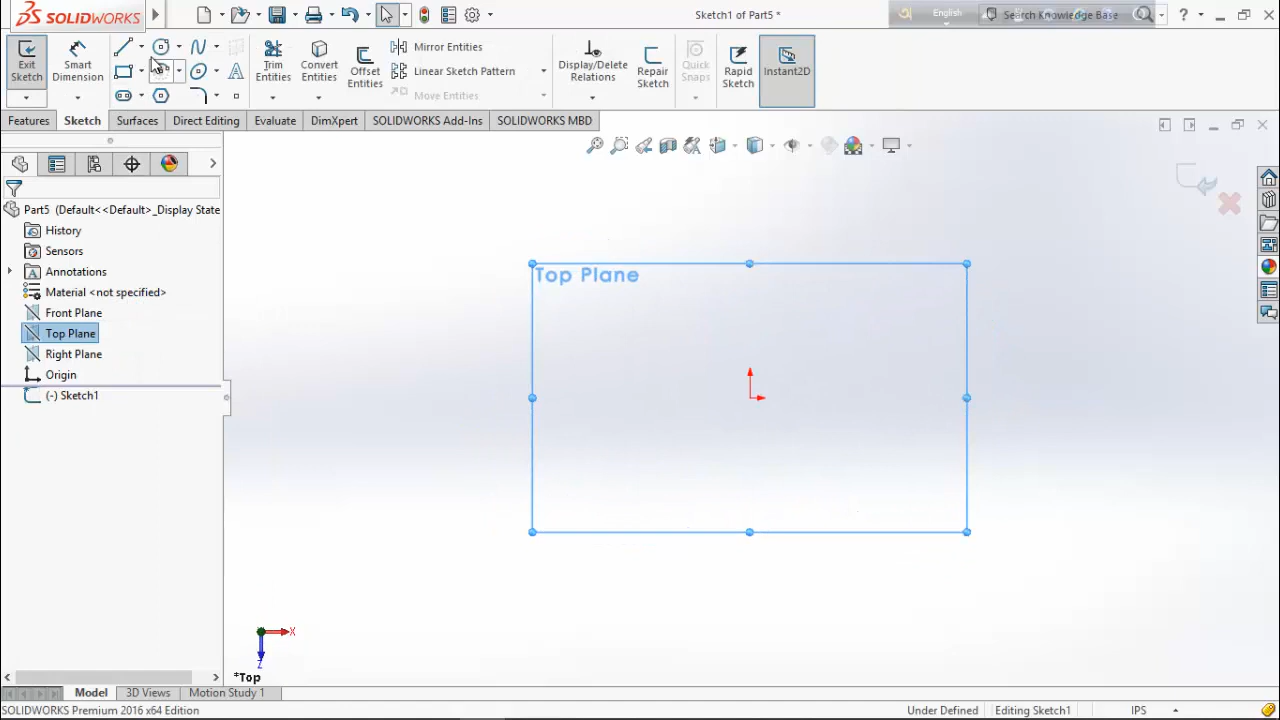 SOLIDWORKS
Sketch1 of Part5 *
English
Search Knowledge Base
?
Exit Sketch
Smart Dimension
Trim Entities
Convert Entities
Offset Entities
Mirror Entities
Linear Sketch Pattern
Move Entities
Display/Delete Relations
Repair Sketch
Quick Snaps
Rapid Sketch
Instant2D
Features
Sketch
Surfaces
Direct Editing
Evaluate
DimXpert
SOLIDWORKS Add-Ins
SOLIDWORKS MBD
Part5 (Default<<Default>_Display State
History
Sensors
Annotations
Material <not specified>
Front Plane
Top Plane
Right Plane
Origin
(-) Sketch1
Top Plane
X
Z
*Top
Model
3D Views
Motion Study 1
SOLIDWORKS Premium 2016 x64 Edition
Under Defined
Editing Sketch1
IPS